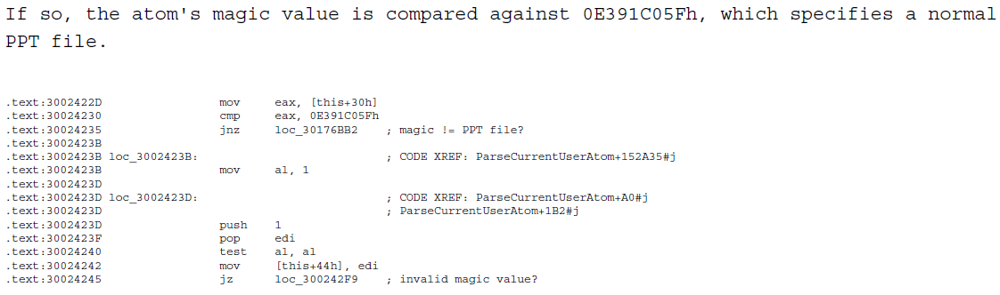 If so, the atom's magic value is compared against 0E391C05Fh, which specifies a normal
PPT file.
.text:3002422D                 mov     eax, [this+30h]
.text:30024230                 cmp     eax, 0E391C05Fh
.text:30024235                 jnz     loc_30176BB2    ; magic != PPT file?
.text:3002423B
.text:3002423B loc_3002423B:                           ; CODE XREF: ParseCurrentUserAtom+152A35#j
.text:3002423B                 mov     al, 1
.text:3002423D
.text:3002423D loc_3002423D:                           ; CODE XREF: ParseCurrentUserAtom+A0#j
.text:3002423D                                         ; ParseCurrentUserAtom+1B2#j
.text:3002423D                 push    1
.text:3002423F                 pop     edi
.text:30024240                 test    al, al
.text:30024242                 mov     [this+44h], edi
.text:30024245                 jz      loc_300242F9    ; invalid magic value?